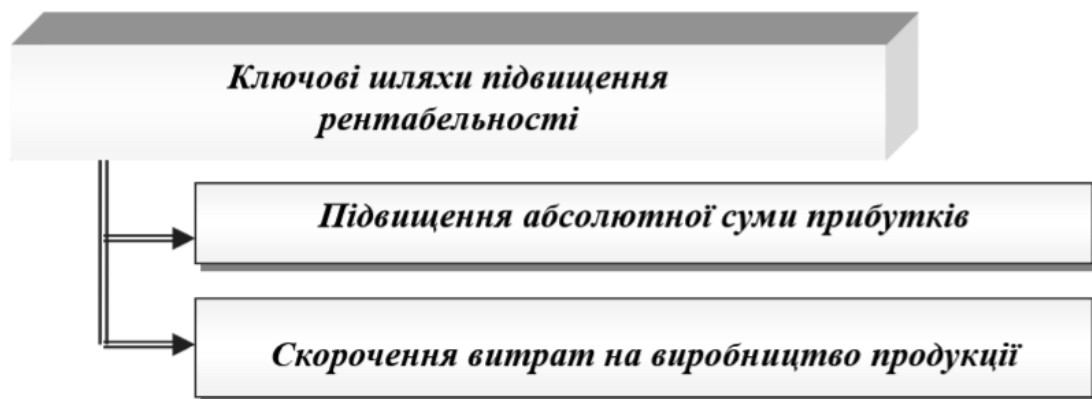 Ключові шляхи підвищення
рентабельності
Підвищення абсолютної суми прибутків
Скорочення витрат на виробництво продукції